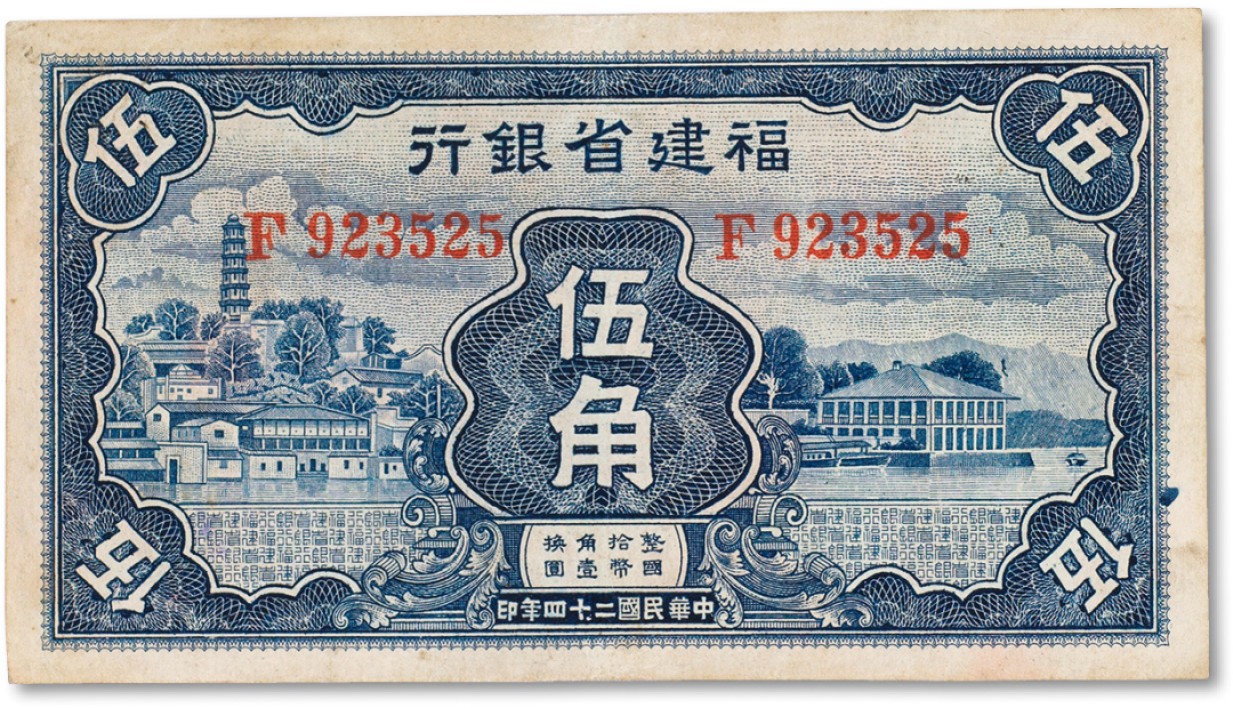 福建省銀行
伍
伍
F 923525
F 923525
伍
角
整拾角換
國幣壹圓
中華民國二十四年印
伍
伍